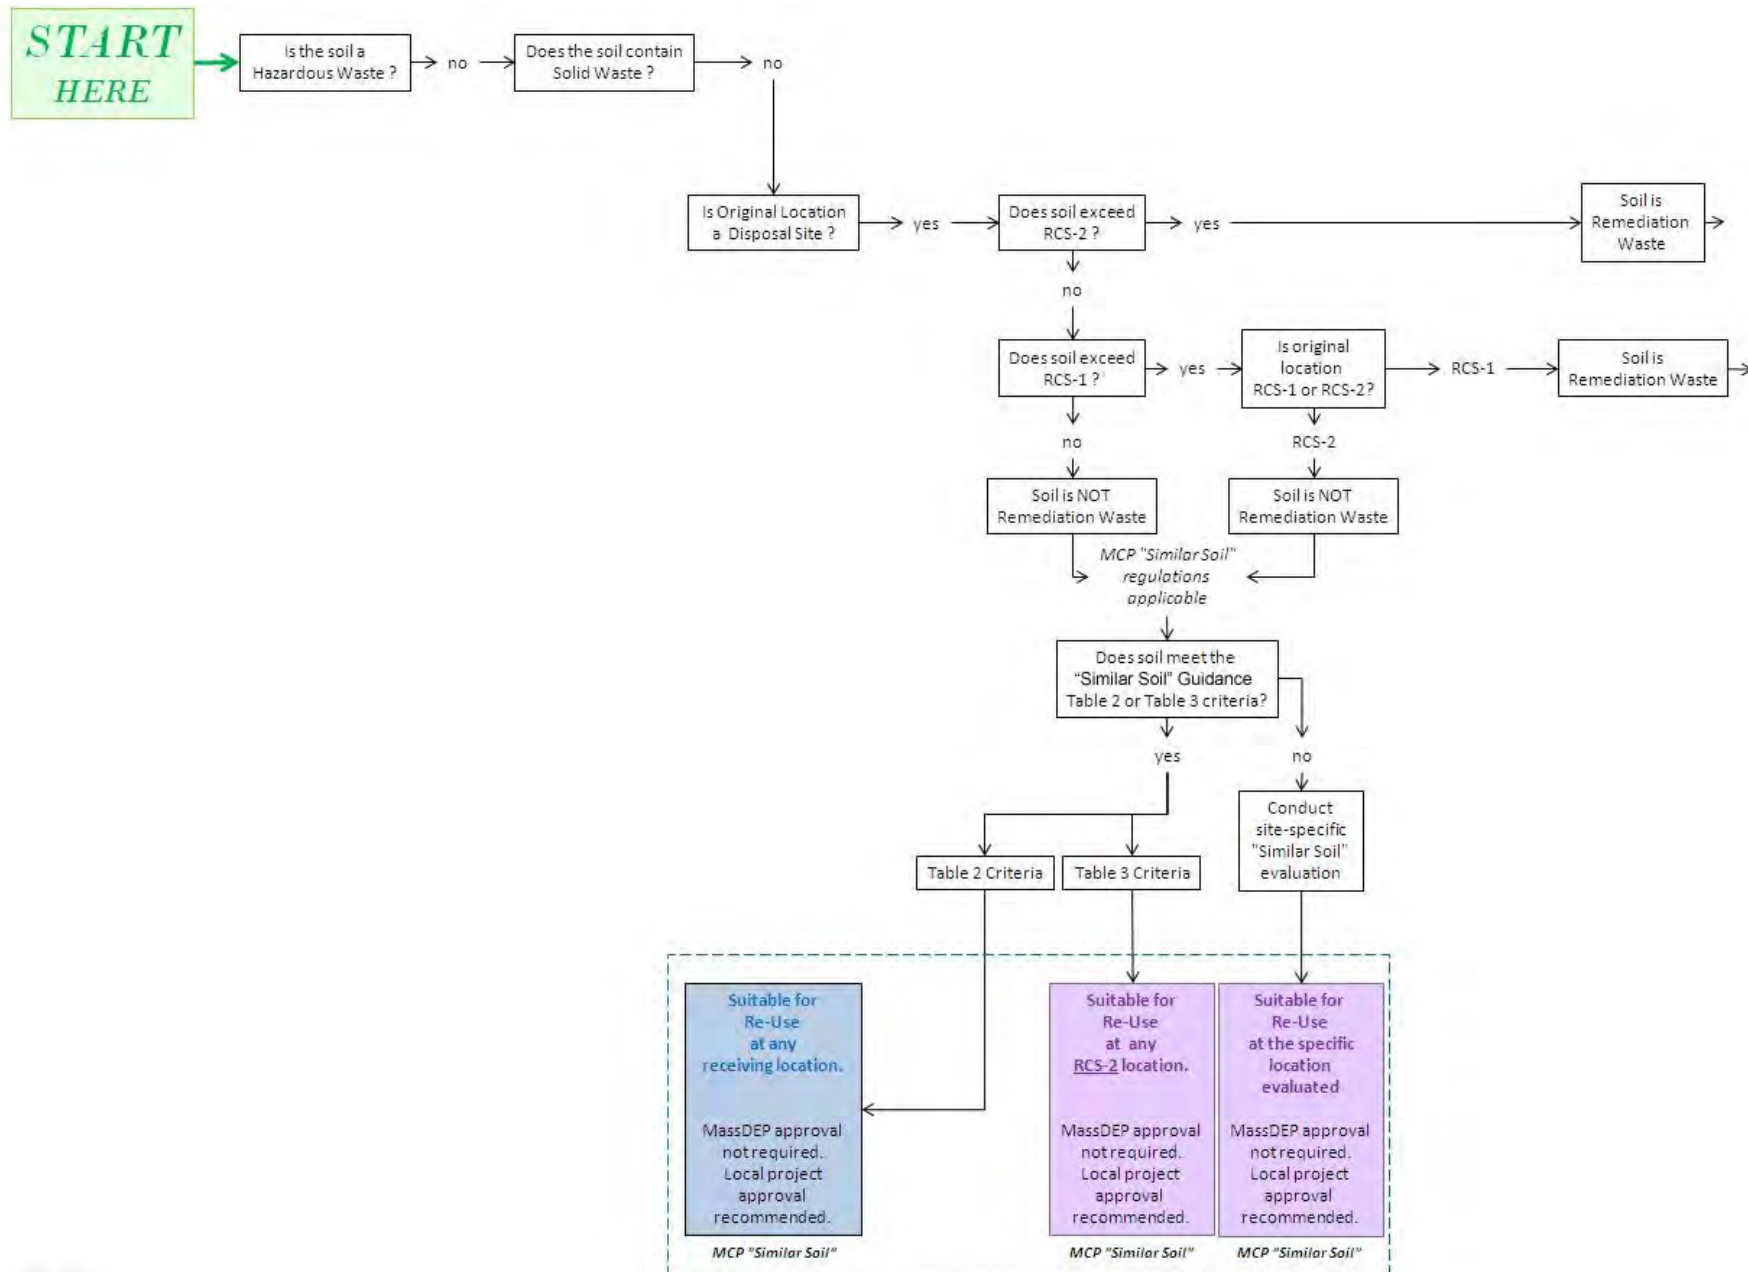 START
HERE
Is the soil a
Hazardous Waste ?
no
Does the soil contain
Solid Waste ?
no
Is Original Location
a Disposal Site ?
yes
Does soil exceed
RCS-2 ?
yes
Soil is
Remediation
Waste
no
Does soil exceed
RCS-1 ?
yes
Is original
location
RCS-1 or RCS-2?
RCS-1
Soil is
Remediation Waste
no
RCS-2
Soil is NOT
Remediation Waste
Soil is NOT
Remediation Waste
MCP "Similar Soil"
regulations
applicable
Does soil meet the
“Similar Soil” Guidance
Table 2 or Table 3 criteria?
yes
no
Conduct
site-specific
"Similar Soil"
evaluation
Table 2 Criteria
Table 3 Criteria
Suitable for
Re-Use
at any
receiving location.
MassDEP approval
not required.
Local project
approval
recommended.
MCP "Similar Soil"
Suitable for
Re-Use
at any
RCS-2 location.
MassDEP approval
not required.
Local project
approval
recommended.
MCP "Similar Soil"
Suitable for
Re-Use
at the specific
location
evaluated
MassDEP approval
not required.
Local project
approval
recommended.
MCP "Similar Soil"